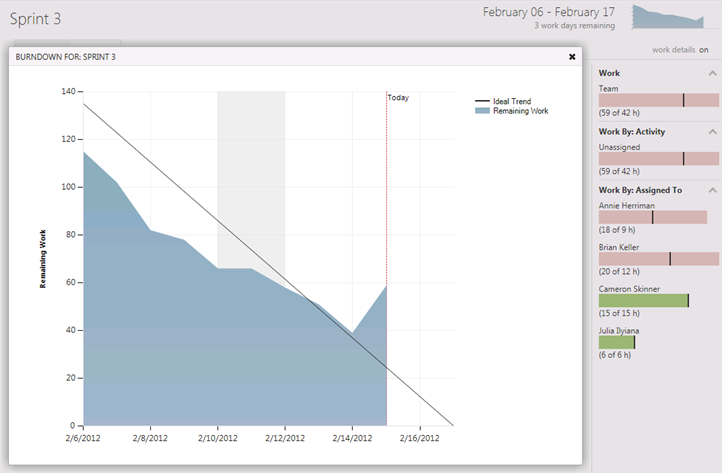 Sprint 3
February 06 - February 17
3 work days remaining
work details on
BURNDOWN FOR: SPRINT 3
Today
Ideal Trend
Remaining Work
Remaining Work
140
120
100
80
60
40
20
0
2/6/2012
2/8/2012
2/10/2012
2/12/2012
2/14/2012
2/16/2012
Work
Team
(59 of 42 h)
Work By: Activity
Unassigned
(59 of 42 h)
Work By: Assigned To
Annie Herriman
(18 of 9 h)
Brian Keller
(20 of 12 h)
Cameron Skinner
(15 of 15 h)
Julia Ilyiana
(6 of 6 h)